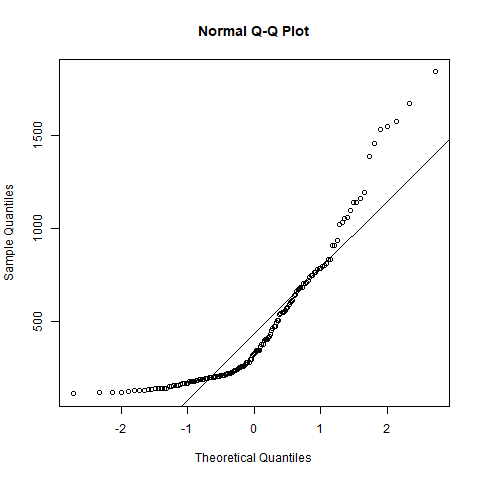 Normal Q-Q Plot
1500
1000
500
Sample Quantiles
-2 -1 0 1 2
Theoretical Quantiles